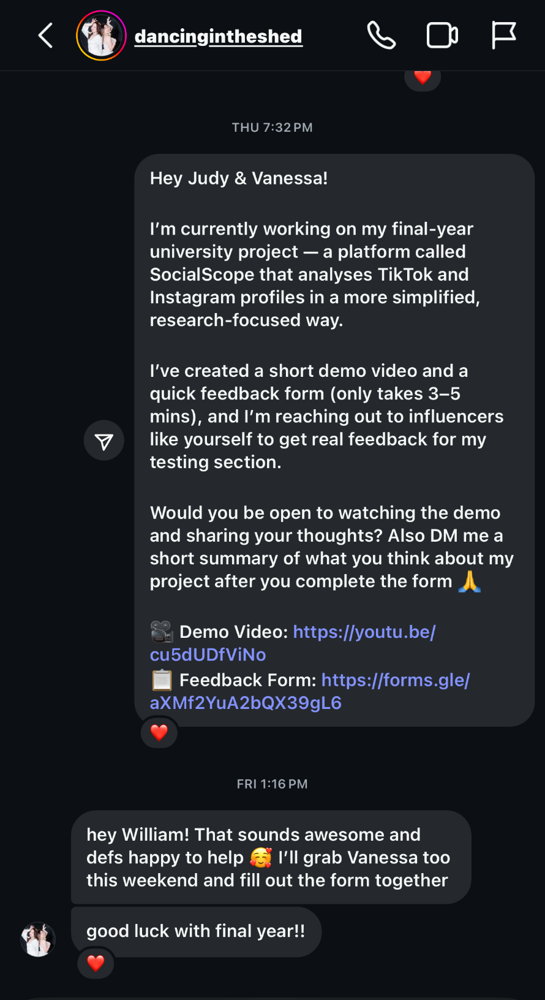 dancingintheshed
THU 7:32 PM
Hey Judy & Vanessa!
I’m currently working on my final-year
university project — a platform called
SocialScope that analyses TikTok and
Instagram profiles in a more simplified,
research-focused way.
I’ve created a short demo video and a
quick feedback form (only takes 3–5
mins), and I’m reaching out to influencers
like yourself to get real feedback for my
testing section.
Would you be open to watching the demo
and sharing your thoughts? Also DM me a
short summary of what you think about my
project after you complete the form 🙏
🎥 Demo Video: https://youtu.be/
cu5dUDfViNo
📋 Feedback Form: https://forms.gle/
aXMf2YuA2bQX39gL6
FRI 1:16 PM
hey William! That sounds awesome and
defs happy to help 🥰 I’ll grab Vanessa too
this weekend and fill out the form together
good luck with final year!!